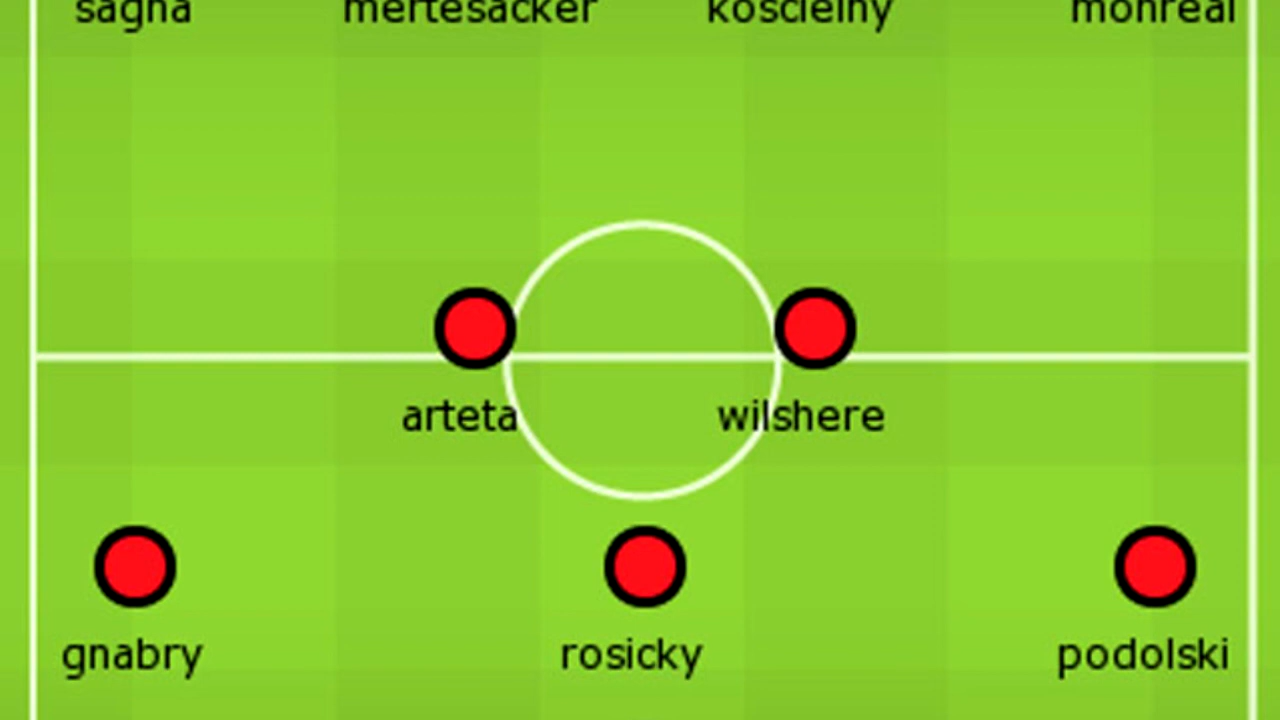 sagna mertesacker koscielny monreal
arteta wilshere
gnabry rosicky podolski